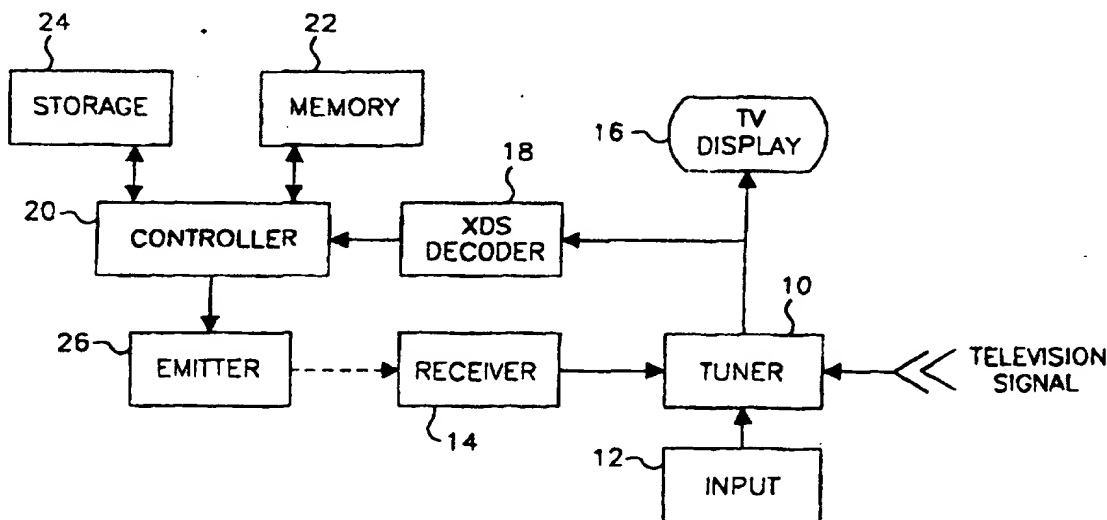 24
22
STORAGE
MEMORY
16
TV
DISPLAY
18
20
CONTROLLER
XDS
DECODER
10
26
EMITTER
RECEIVER
TUNER
TELEVISION
SIGNAL
14
12
INPUT